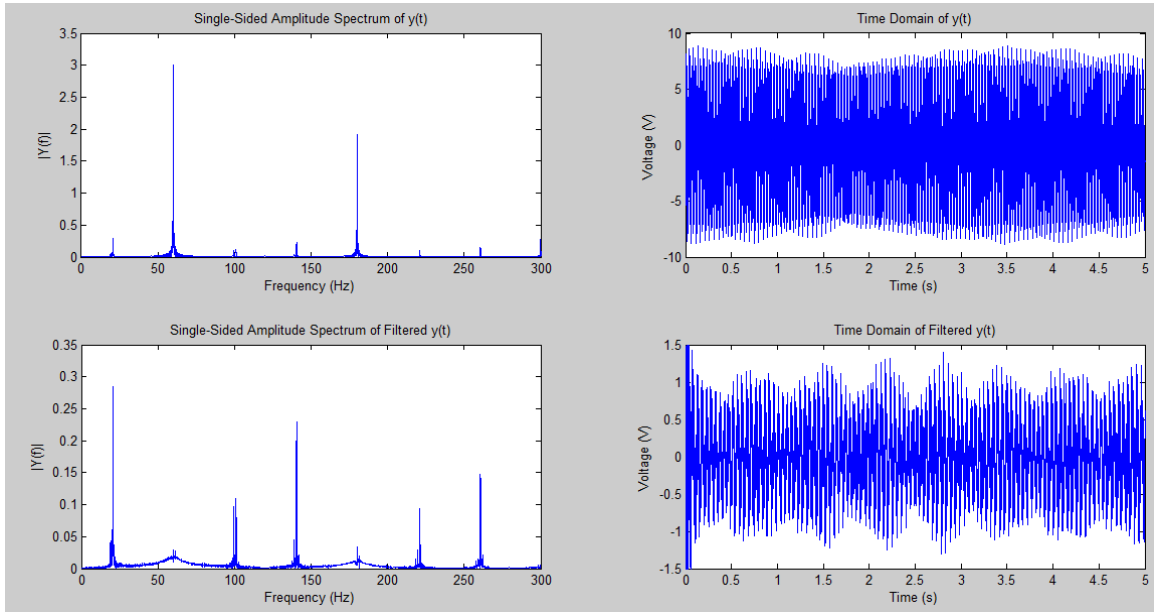 Single-Sided Amplitude Spectrum of y(t)
3.5
3
2.5
2
1.5
1
0.5
0
|Y(f)|
0 50 100 150 200 250 300
Frequency (Hz)
Time Domain of y(t)
10
5
0
-5
-10
Voltage (V)
0 0.5 1 1.5 2 2.5 3 3.5 4 4.5 5
Time (s)
Single-Sided Amplitude Spectrum of Filtered y(t)
0.35
0.3
0.25
0.2
0.15
0.1
0.05
0
|Y(f)|
0 50 100 150 200 250 300
Frequency (Hz)
Time Domain of Filtered y(t)
1.5
1
0.5
0
-0.5
-1
-1.5
Voltage (V)
0 0.5 1 1.5 2 2.5 3 3.5 4 4.5 5
Time (s)